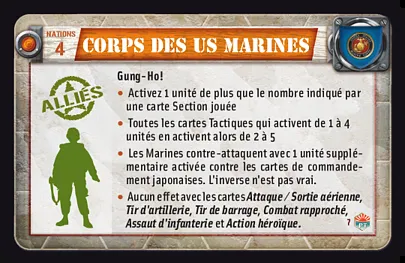 NATIONS
4
CORPS DES US MARINES
ALLIÉS
Gung-Ho!
• Activez 1 unité de plus que le nombre indiqué par
une carte Section jouée
• Toutes les cartes Tactiques qui activent de 1 à 4
unités en activent alors de 2 à 5
• Les Marines contre-attaquent avec 1 unité supplé-
mentaire activée contre les cartes de commande-
ment japonaises. L'inverse n'est pas vrai.
• Aucun effet avec les cartes Attaque / Sortie aérienne,
Tir d'artillerie, Tir de barrage, Combat rapproché,
Assaut d'infanterie et Action héroïque.
7